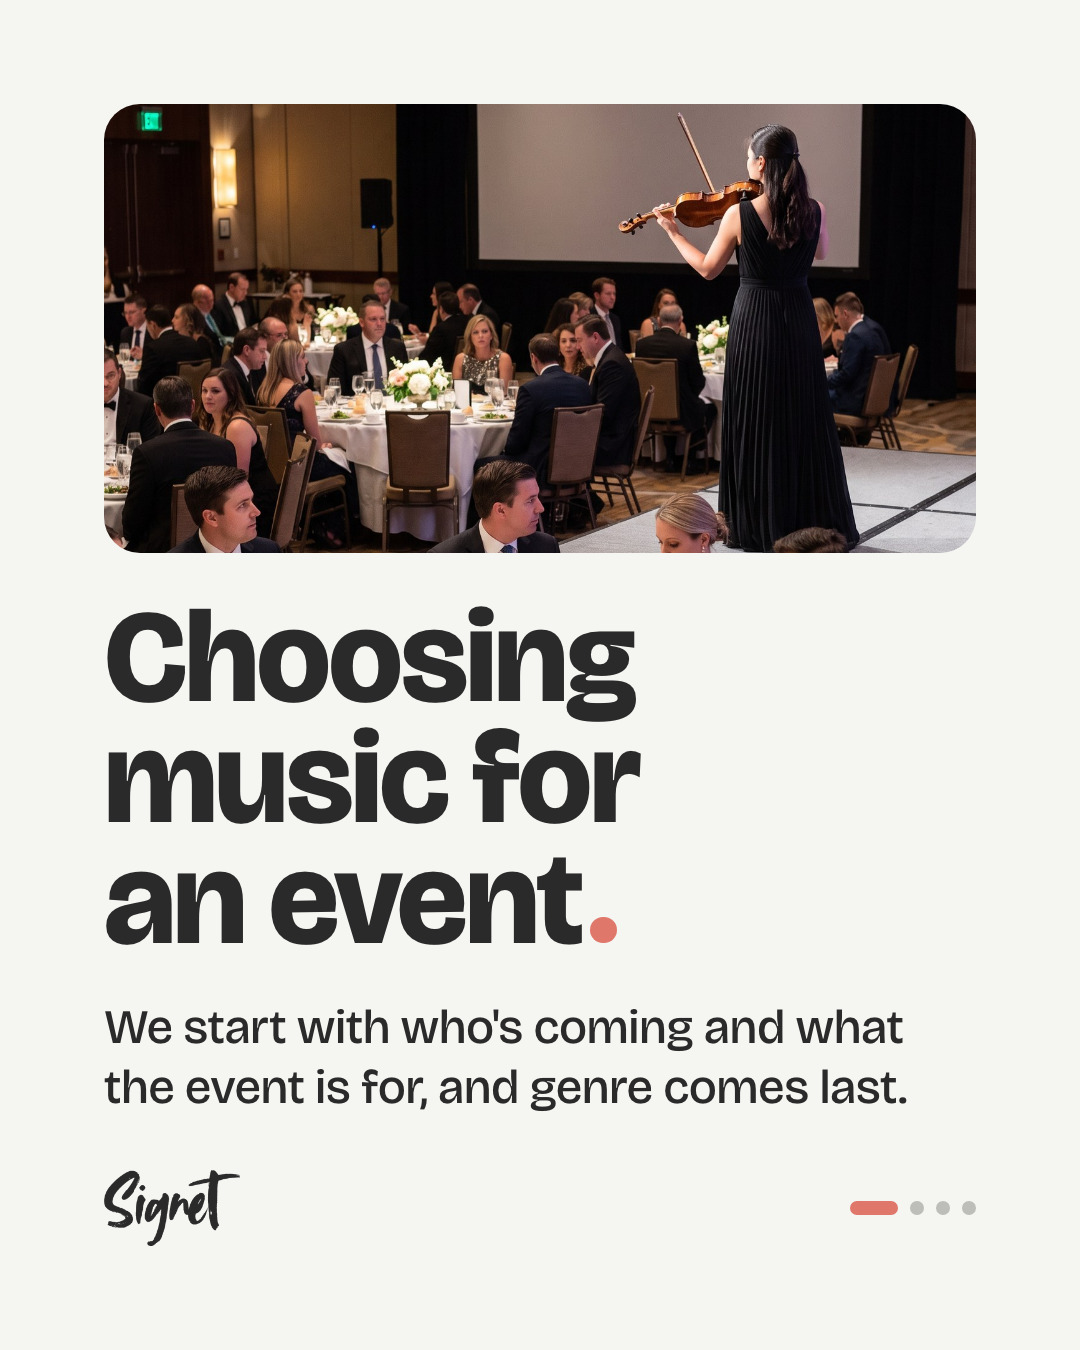 Choosing
music for
an event.
We start with who's coming and what
the event is for, and genre comes last.
Signet